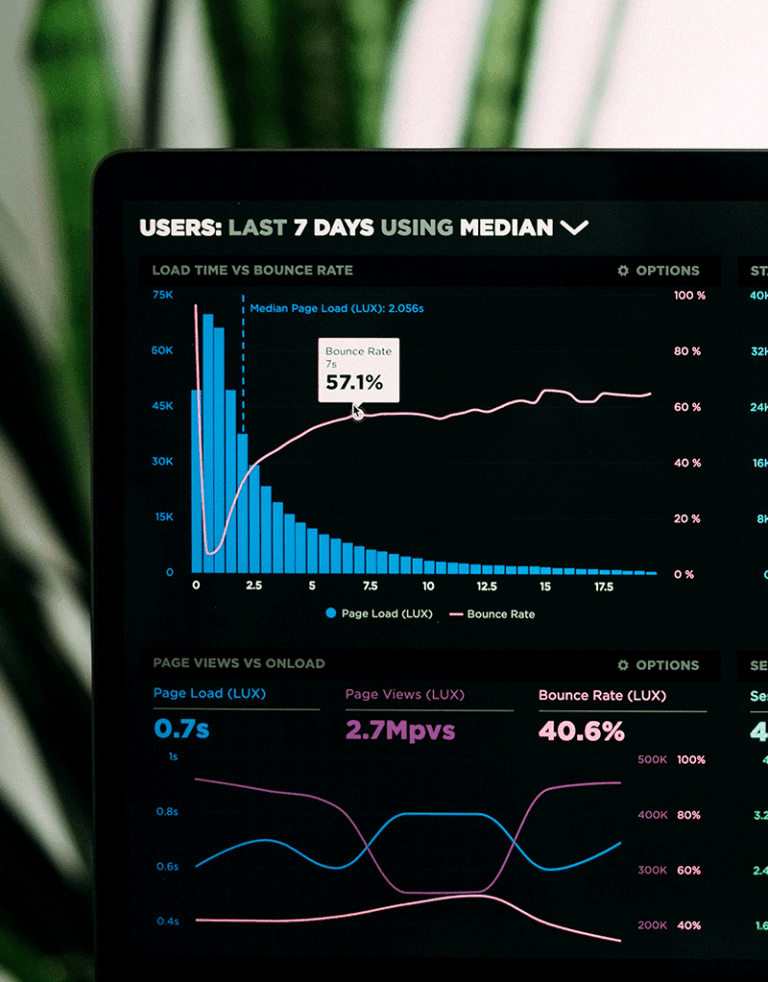 USERS: LAST 7 DAYS USING MEDIAN
LOAD TIME VS BOUNCE RATE
OPTIONS
75K
60K
45K
30K
15K
0
Median Page Load (LUX): 2.056s
Bounce Rate
7s
57.1%
100 %
80 %
60 %
40 %
20 %
0 %
0 2.5 5 7.5 10 12.5 15 17.5
Page Load (LUX) Bounce Rate
PAGE VIEWS VS ONLOAD
OPTIONS
Page Load (LUX)
0.7s
Page Views (LUX)
2.7Mpvs
Bounce Rate (LUX)
40.6%
1s
0.8s
0.6s
0.4s
500K 100%
400K 80%
300K 60%
200K 40%
40K
32K
24K
16K
8K
3.2
2.4
1.6